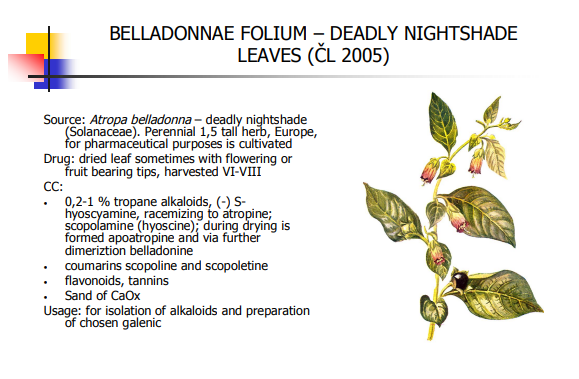 BELLADONNAE FOLIUM – DEADLY NIGHTSHADE
LEAVES (ČL 2005)
Source: Atropa belladonna – deadly nightshade
(Solanaceae). Perennial 1,5 tall herb, Europe,
for pharmaceutical purposes is cultivated
Drug: dried leaf sometimes with flowering or
fruit bearing tips, harvested VI-VIII
CC:
• 0,2-1 % tropane alkaloids, (-) S-
hyoscyamine, racemizing to atropine;
scopolamine (hyoscine); during drying is
formed apoatropine and via further
dimeriztion belladonine
• coumarins scopoline and scopoletine
• flavonoids, tannins
• Sand of CaOx
Usage: for isolation of alkaloids and preparation
of chosen galenic